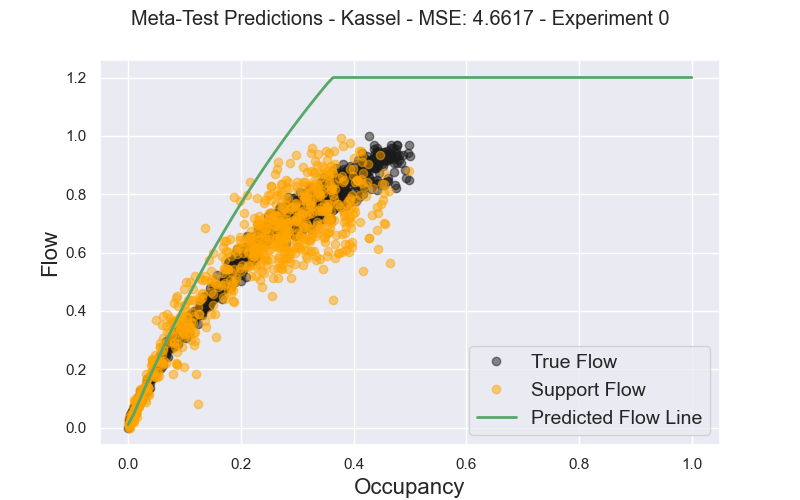 Meta-Test Predictions - Kassel - MSE: 4.6617 - Experiment 0
1.2
1.0
0.8
0.6
0.4
0.2
0.0
Flow
True Flow
Support Flow
Predicted Flow Line
0.0 0.2 0.4 0.6 0.8 1.0
Occupancy